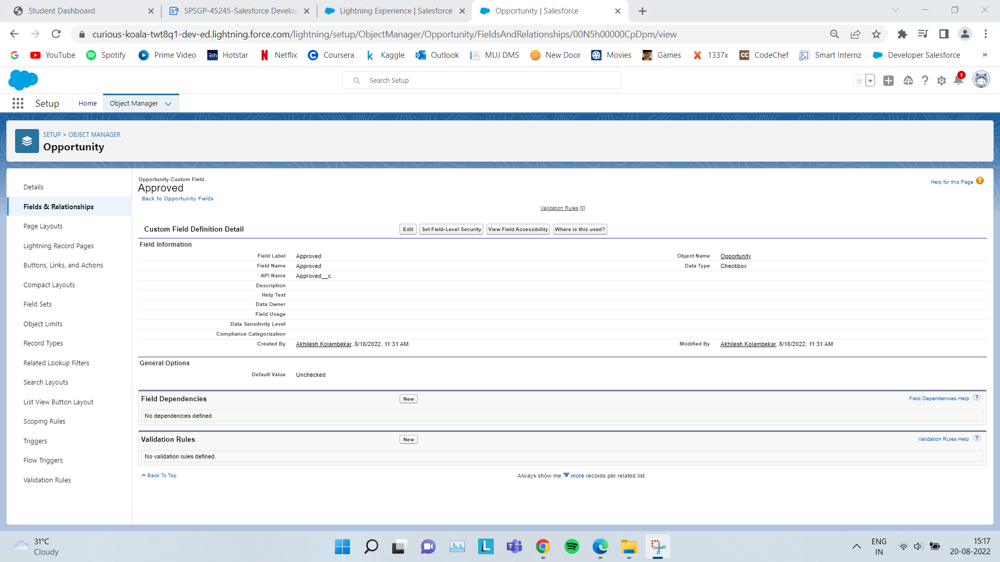 Student Dashboard
SPSGP-45245-Salesforce Develop
Lightning Experience | Salesforce
Opportunity | Salesforce
curious-koala-twt8q1-dev-ed.lightning.force.com/lightning/setup/ObjectManager/Opportunity/FieldsAndRelationships/00N5h00000CpDpm/view
YouTube Spotify Prime Video Hotstar Netflix Coursera Kaggle Outlook MUJ DMS New Door Movies Games 1337x CodeChef Smart Internz Developer Salesforce »
Search Setup
1
Setup Home Object Manager
SETUP > OBJECT MANAGER
Opportunity
Details
Fields & Relationships
Page Layouts
Lightning Record Pages
Buttons, Links, and Actions
Compact Layouts
Field Sets
Object Limits
Record Types
Related Lookup Filters
Search Layouts
List View Button Layout
Scoping Rules
Triggers
Flow Triggers
Validation Rules
Opportunity Custom Field
Approved
Back to Opportunity Fields
Help for this Page ?
Validation Rules [0]
Custom Field Definition Detail Edit Set Field-Level Security View Field Accessibility Where is this used?
Field Information
Field Label Approved Object Name Opportunity
Field Name Approved Data Type Checkbox
API Name Approved__c
Description
Help Text
Data Owner
Field Usage
Data Sensitivity Level
Compliance Categorization
Created By Akhilesh Kolambekar, 8/18/2022, 11:31 AM Modified By Akhilesh Kolambekar, 8/18/2022, 11:31 AM
General Options
Default Value Unchecked
Field Dependencies New Field Dependencies Help ?
No dependencies defined.
Validation Rules New Validation Rules Help ?
No validation rules defined.
Back To Top Always show me more records per related list
31°C
Cloudy
ENG
IN
15:17
20-08-2022